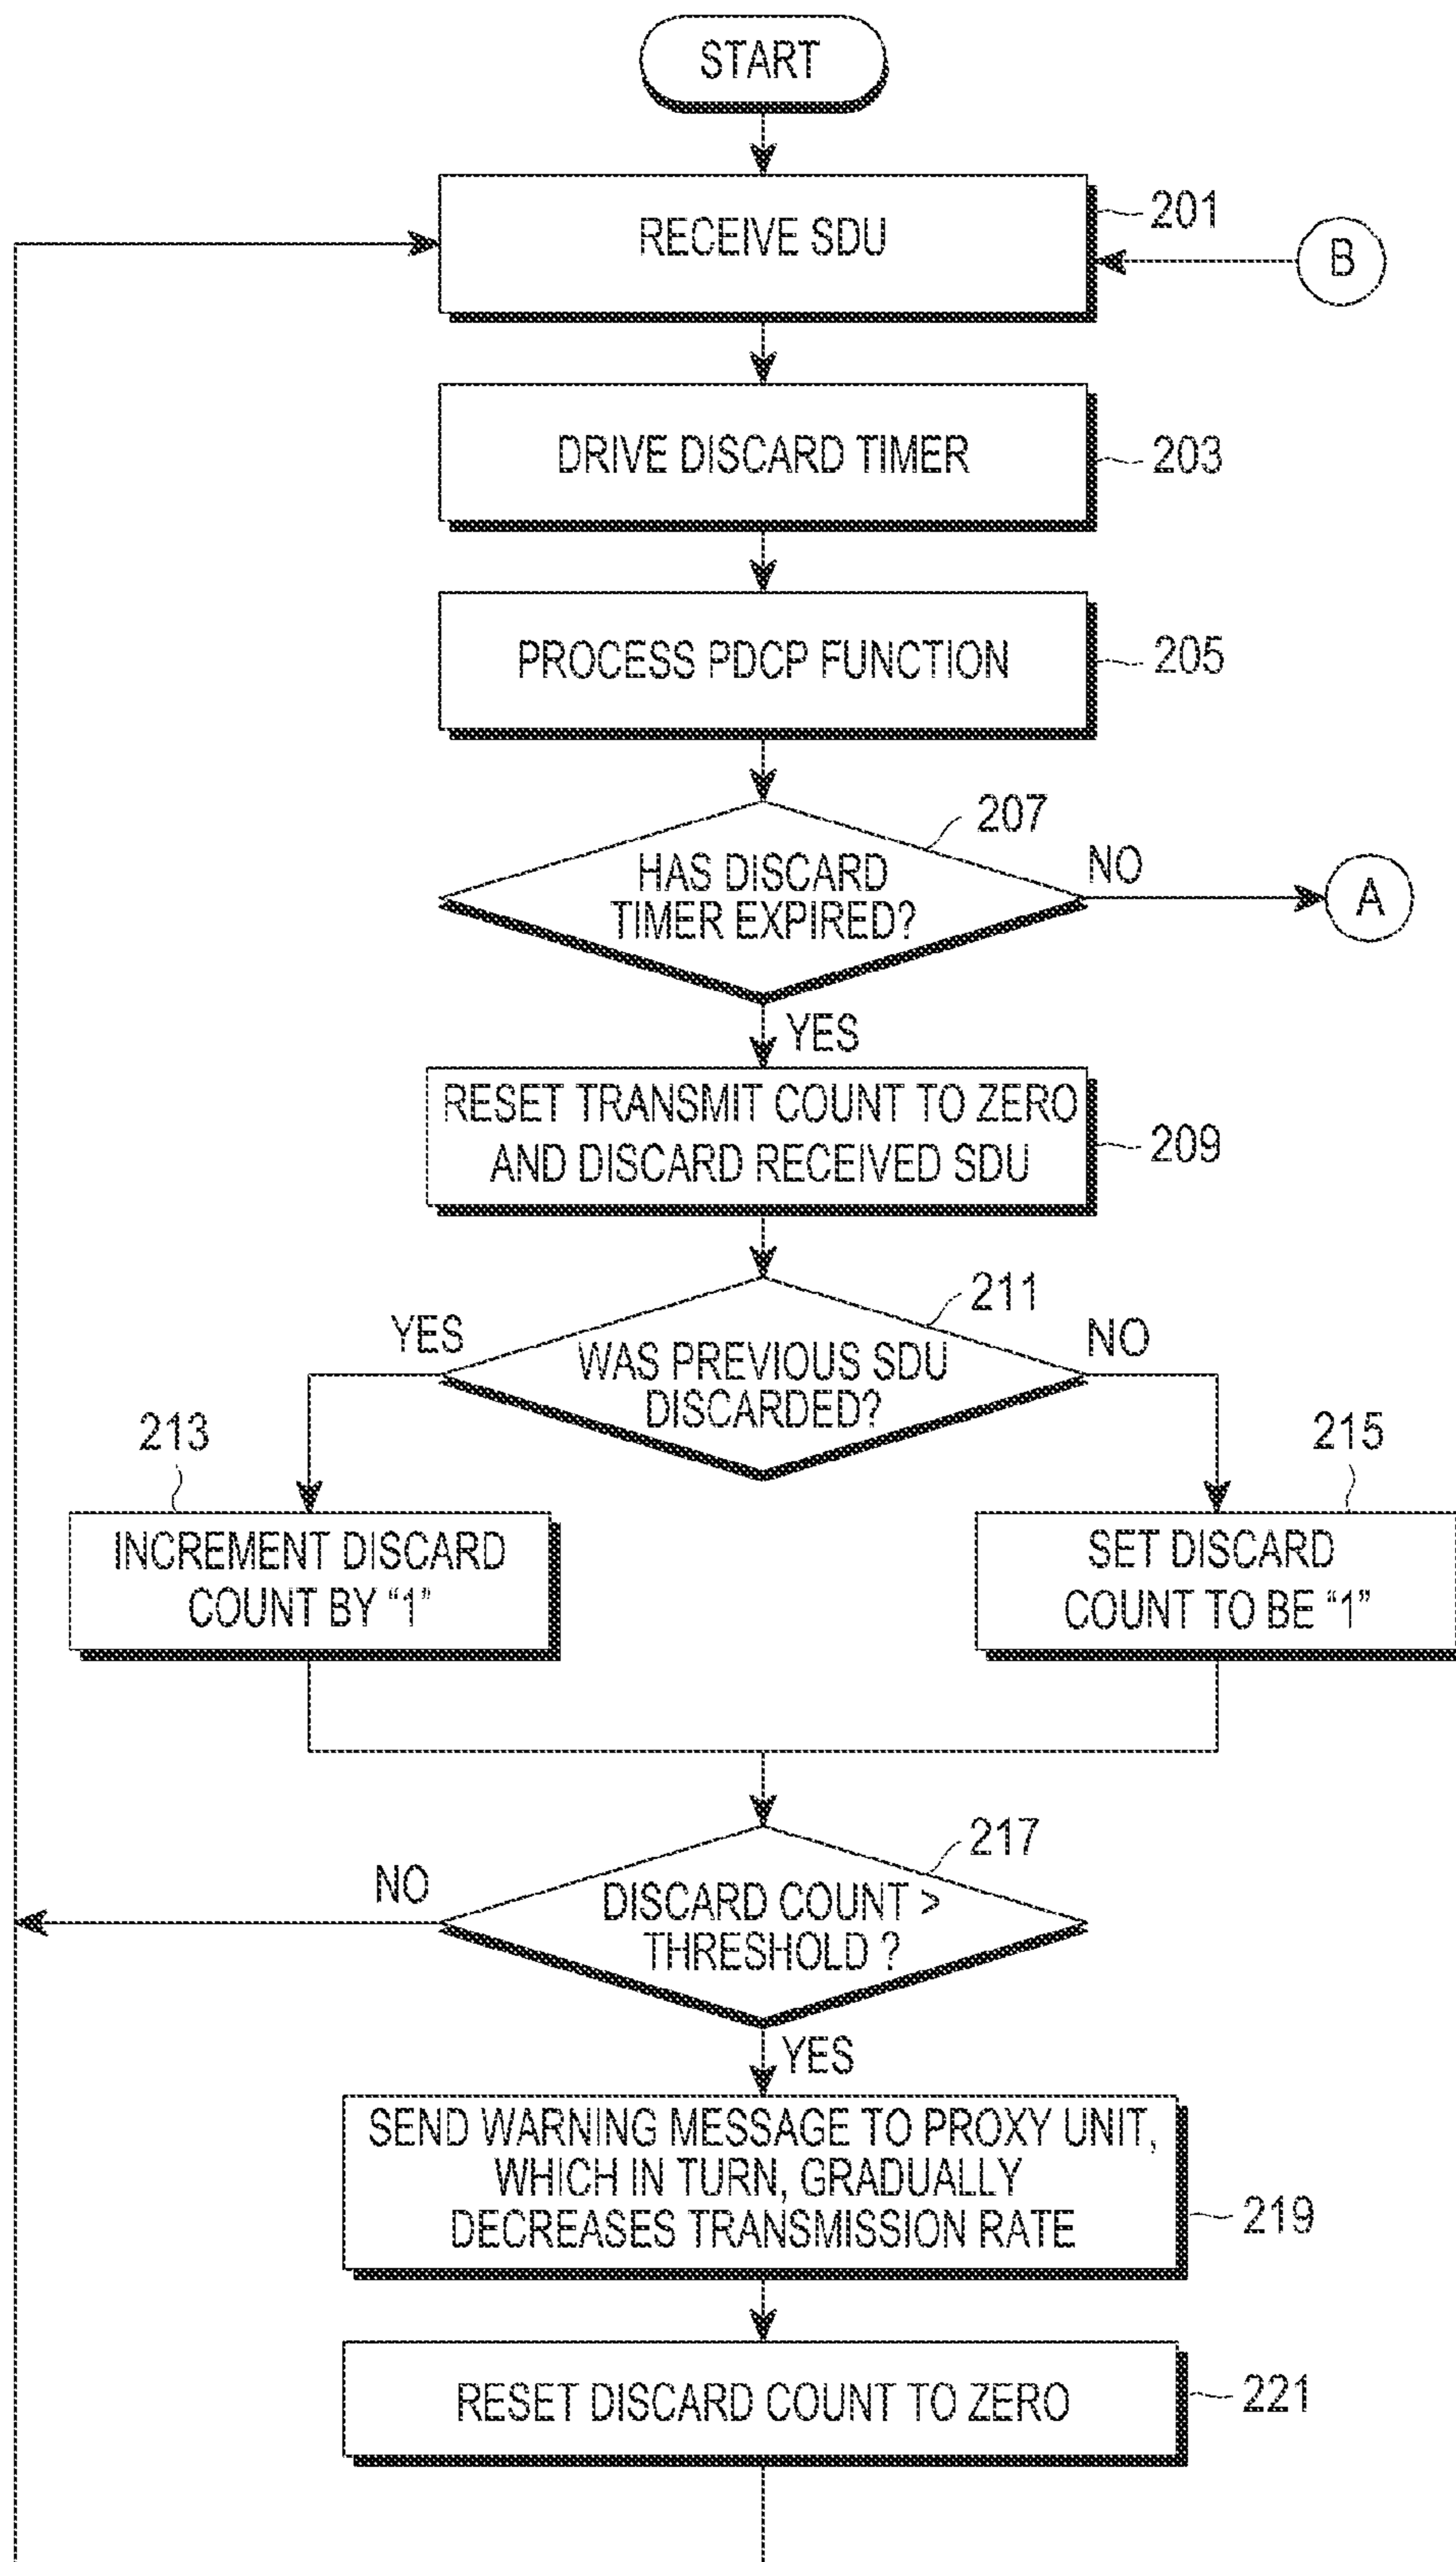 START
RECEIVE SDU
201
B
DRIVE DISCARD TIMER
203
PROCESS PDCP FUNCTION
205
207
HAS DISCARD
TIMER EXPIRED?
NO
A
YES
RESET TRANSMIT COUNT TO ZERO
AND DISCARD RECEIVED SDU
209
211
YES
WAS PREVIOUS SDU
DISCARDED?
NO
213
215
INCREMENT DISCARD
COUNT BY “1”
SET DISCARD
COUNT TO BE “1”
217
NO
DISCARD COUNT >
THRESHOLD ?
YES
SEND WARNING MESSAGE TO PROXY UNIT,
WHICH IN TURN, GRADUALLY
DECREASES TRANSMISSION RATE
219
RESET DISCARD COUNT TO ZERO
221